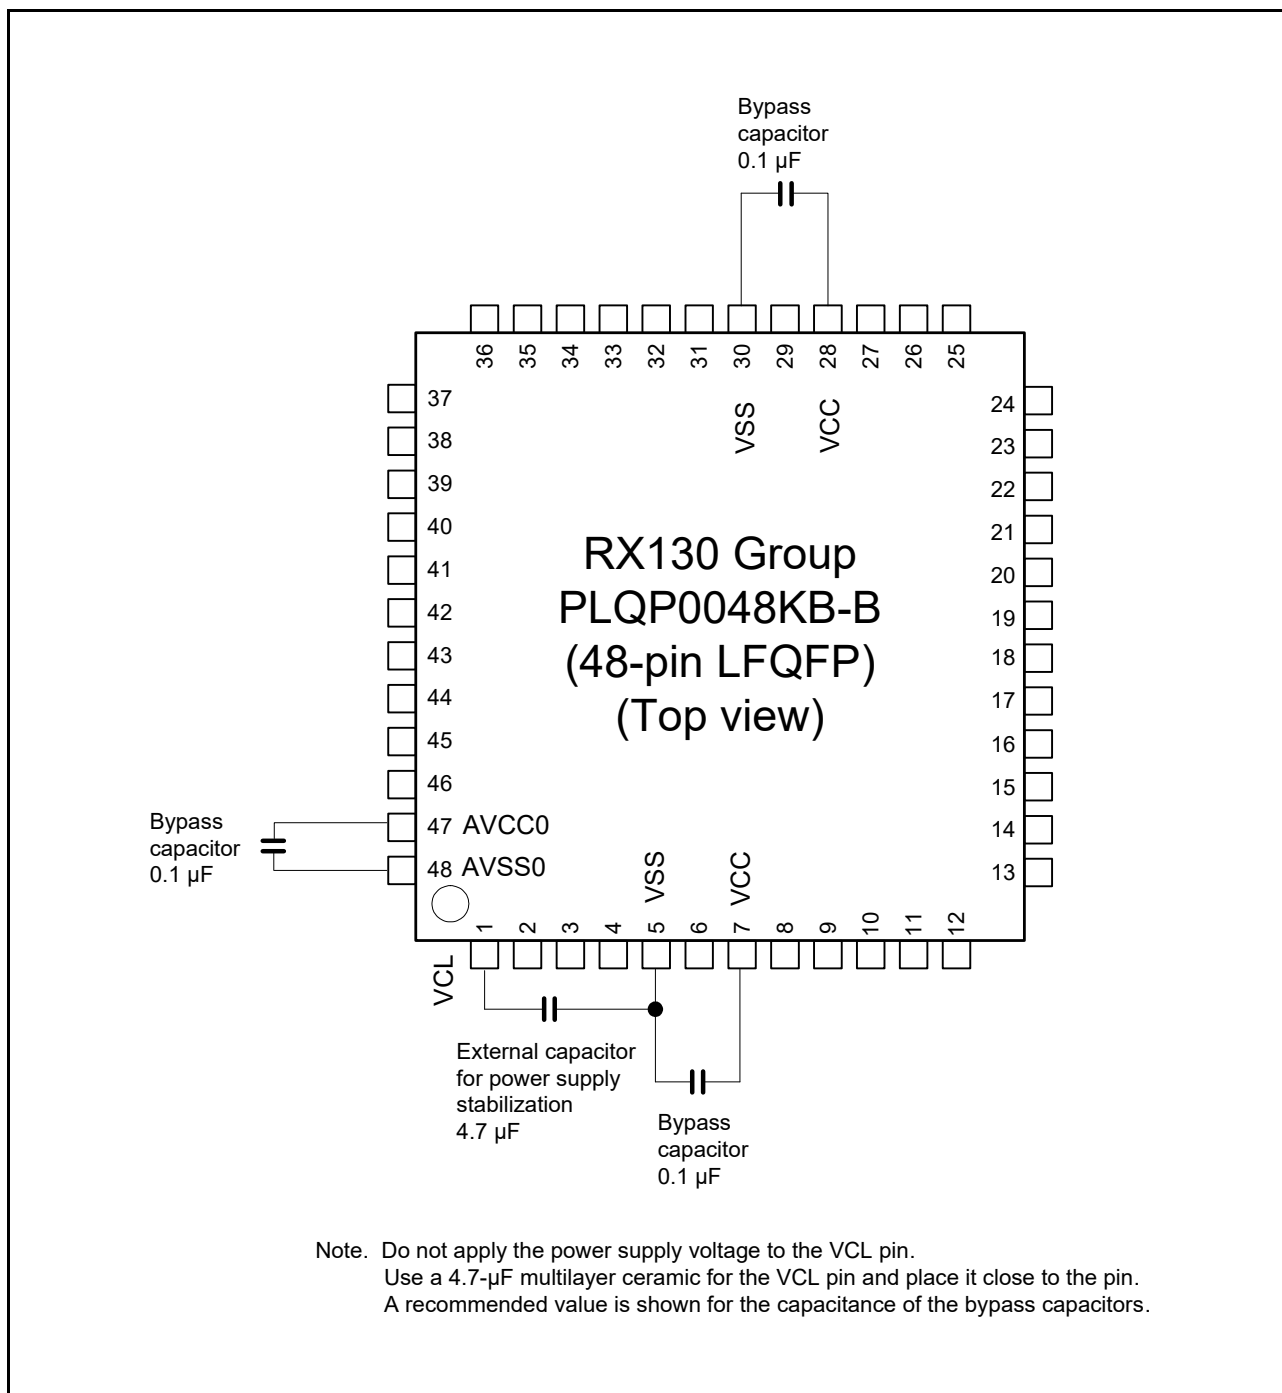 Bypass
capacitor
0.1 µF
36 35 34 33 32 31 30 29 28 27 26 25
VSS VCC
37
38
39
40
41
42
43
44
45
46
47 AVCC0
48 AVSS0
24
23
22
21
20
19
18
17
16
15
14
13
RX130 Group
PLQP0048KB-B
(48-pin LFQFP)
(Top view)
Bypass
capacitor
0.1 µF
VSS VCC
1 2 3 4 5 6 7 8 9 10 11 12
VCL
External capacitor
for power supply
stabilization
4.7 µF
Bypass
capacitor
0.1 µF
Note. Do not apply the power supply voltage to the VCL pin.
Use a 4.7-µF multilayer ceramic for the VCL pin and place it close to the pin.
A recommended value is shown for the capacitance of the bypass capacitors.